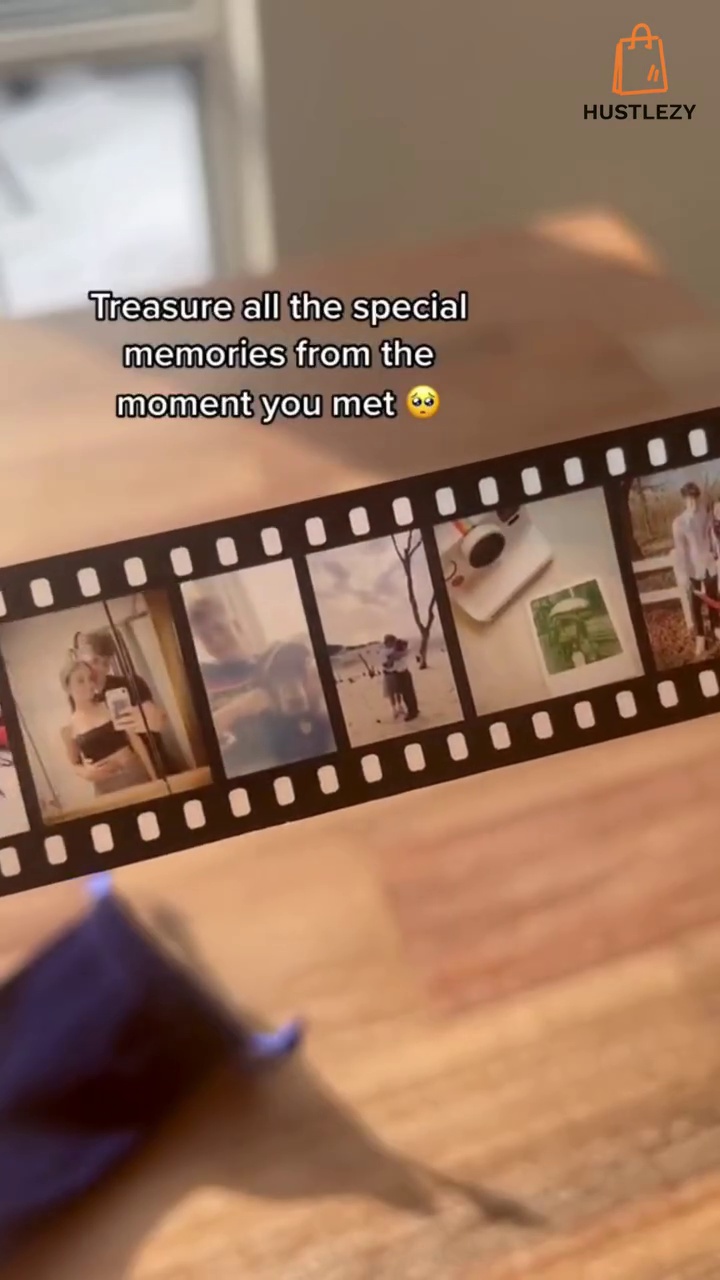 HUSTLEZY
Treasure all the special
memories from the
moment you met 🥺